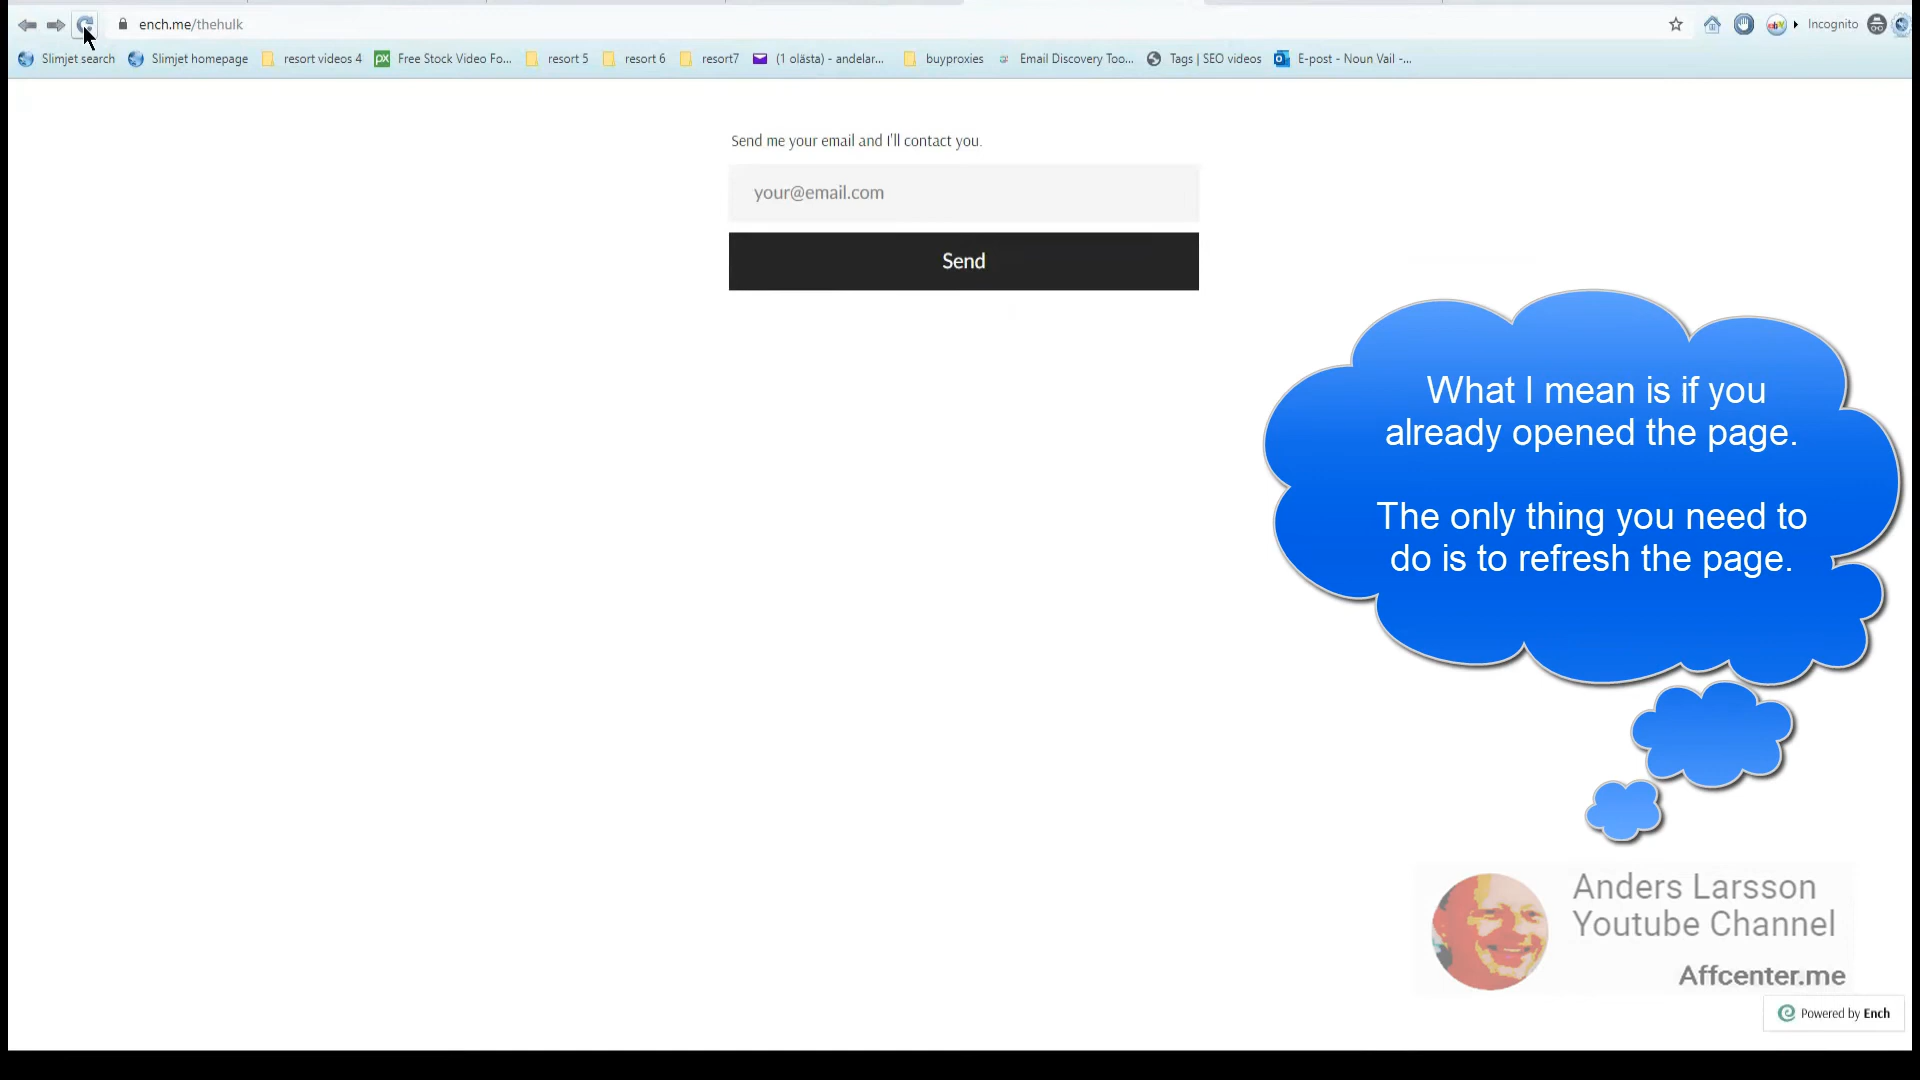 ench.me/thehulk
Incognito
Slimjet search
Slimjet homepage
resort videos 4
Free Stock Video Fo...
resort 5
resort 6
resort7
(1 olästa) - andelar...
buyproxies
Email Discovery Too...
Tags | SEO videos
E-post - Noun Vail -...
Send me your email and I'll contact you.
your@email.com
Send
What I mean is if you
already opened the page.
The only thing you need to
do is to refresh the page.
Anders Larsson
Youtube Channel
Affcenter.me
Powered by Ench